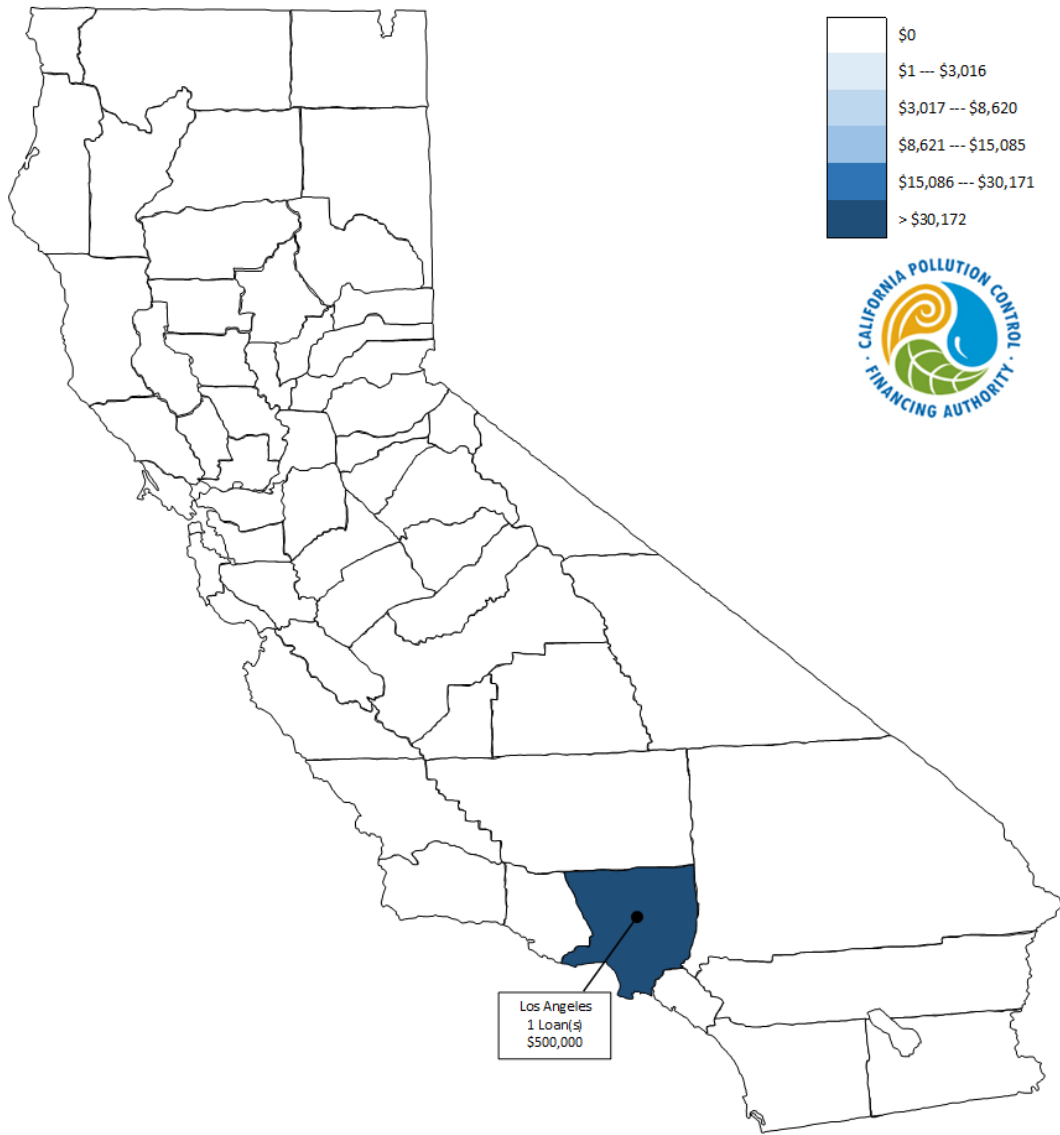 $0
$1 --- $3,016
$3,017 --- $8,620
$8,621 --- $15,085
$15,086 --- $30,171
> $30,172
· CALIFORNIA POLLUTION CONTROL ·
FINANCING AUTHORITY
Los Angeles
1 Loan(s)
$500,000